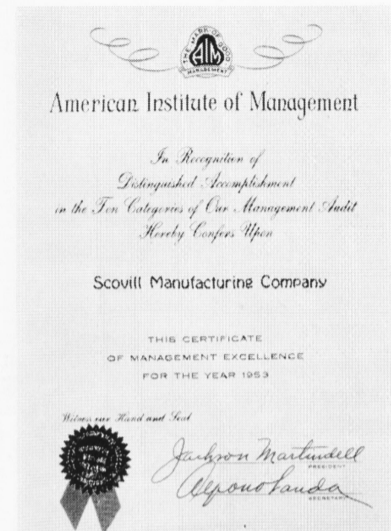 THE MARK OF GOOD
AIM
MANAGEMENT
American Institute of Management
In Recognition of
Distinguished Accomplishment
in the Ten Categories of Our Management Audit
Hereby Confers Upon
Scovill Manufacturing Company
THIS CERTIFICATE
OF MANAGEMENT EXCELLENCE
FOR THE YEAR 1953
Witness our Hand and Seal
Jackson Martindell
PRESIDENT
SECRETARY